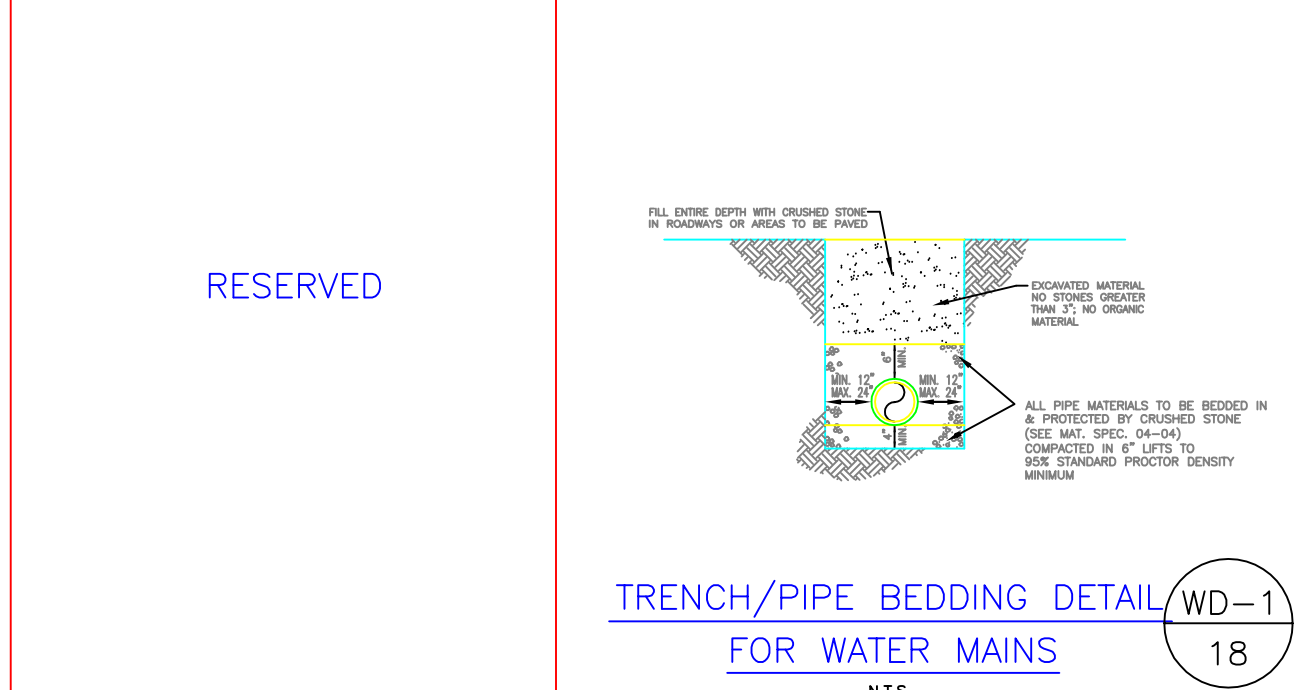 RESERVED
FILL ENTIRE DEPTH WITH CRUSHED STONE
IN ROADWAYS OR AREAS TO BE PAVED
EXCAVATED MATERIAL
NO STONES GREATER
THAN 3"; NO ORGANIC
MATERIAL
6"
MIN.
MIN. 12"
MAX. 24"
MIN. 12"
MAX. 24"
4"
MIN.
ALL PIPE MATERIALS TO BE BEDDED IN
& PROTECTED BY CRUSHED STONE
(SEE MAT. SPEC. 04-04)
COMPACTED IN 6" LIFTS TO
95% STANDARD PROCTOR DENSITY
MINIMUM
TRENCH/PIPE BEDDING DETAIL
FOR WATER MAINS
N.T.S.
WD-1
18